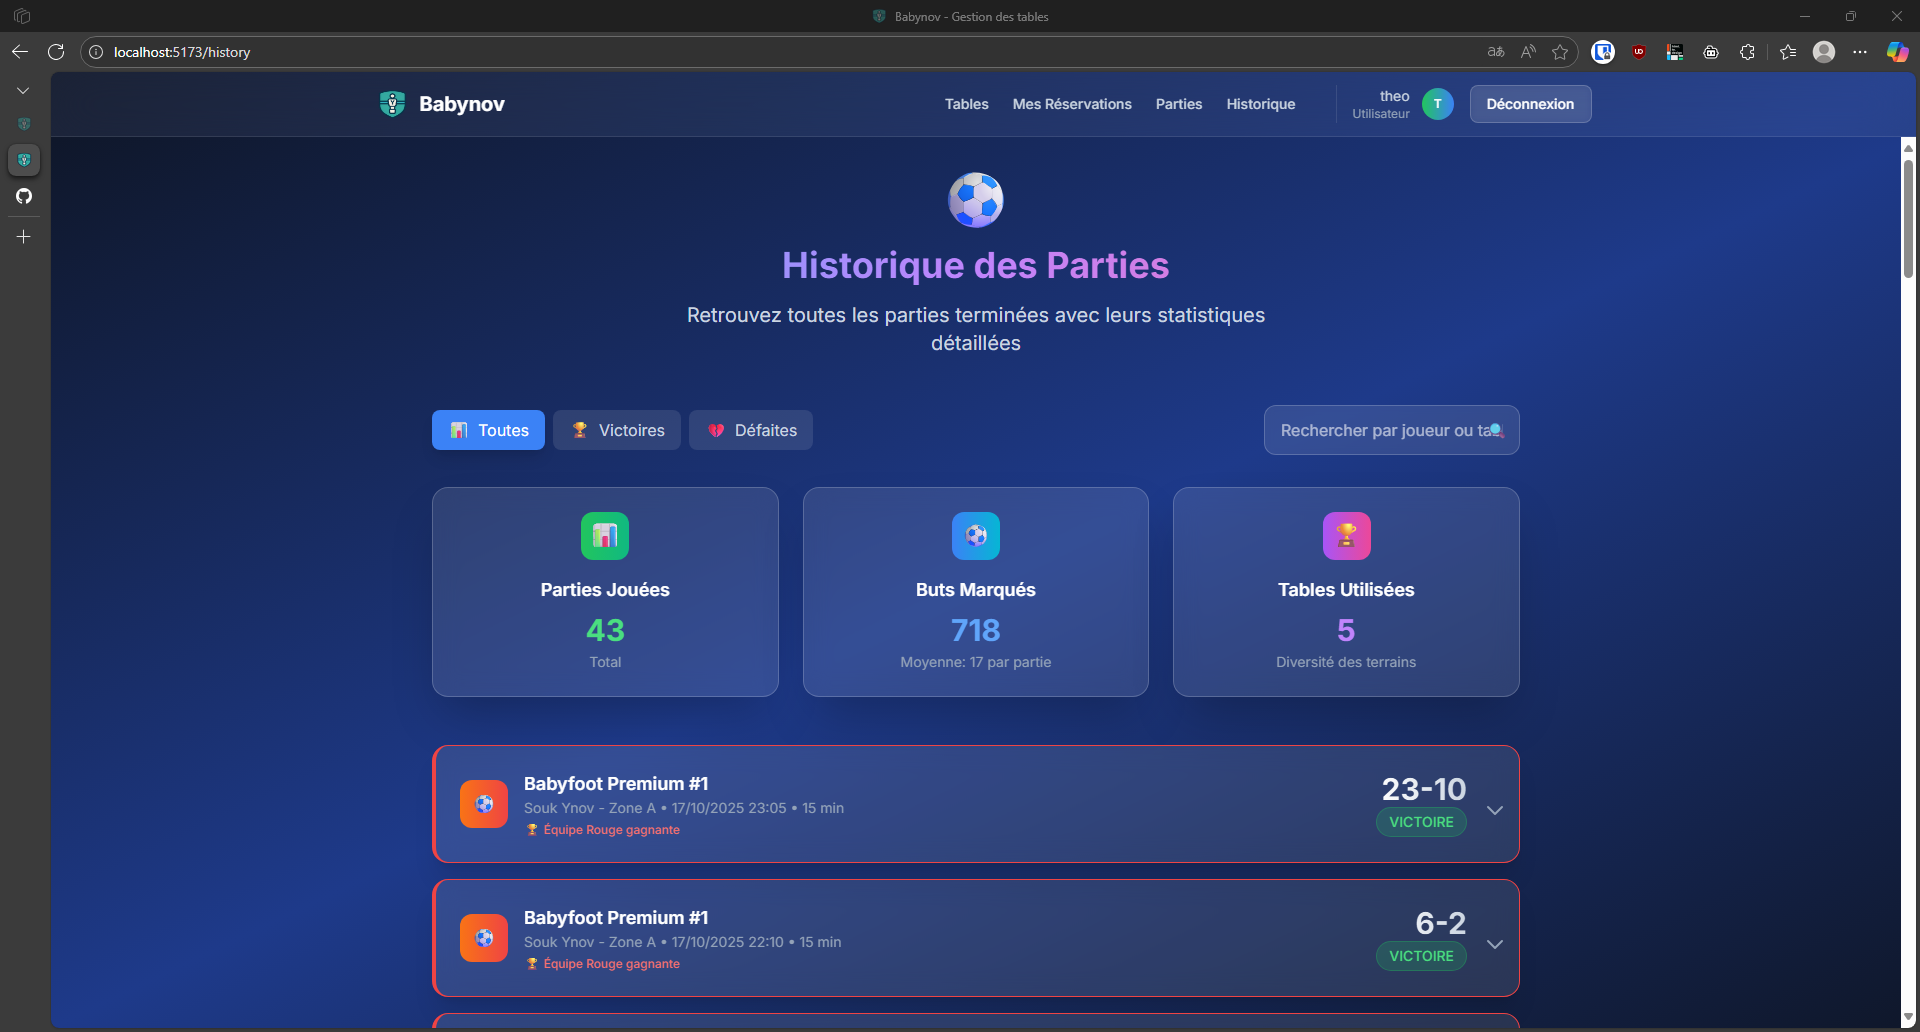 Babynov - Gestion des tables
localhost:5173/history
Babynov
Tables
Mes Réservations
Parties
Historique
theo
Utilisateur
T
Déconnexion
Historique des Parties
Retrouvez toutes les parties terminées avec leurs statistiques
détaillées
Toutes
Victoires
Défaites
Rechercher par joueur ou
Parties Jouées
43
Total
Buts Marqués
718
Moyenne: 17 par partie
Tables Utilisées
5
Diversité des terrains
Babyfoot Premium #1
Souk Ynov - Zone A • 17/10/2025 23:05 • 15 min
Équipe Rouge gagnante
23-10
VICTOIRE
Babyfoot Premium #1
Souk Ynov - Zone A • 17/10/2025 22:10 • 15 min
Équipe Rouge gagnante
6-2
VICTOIRE